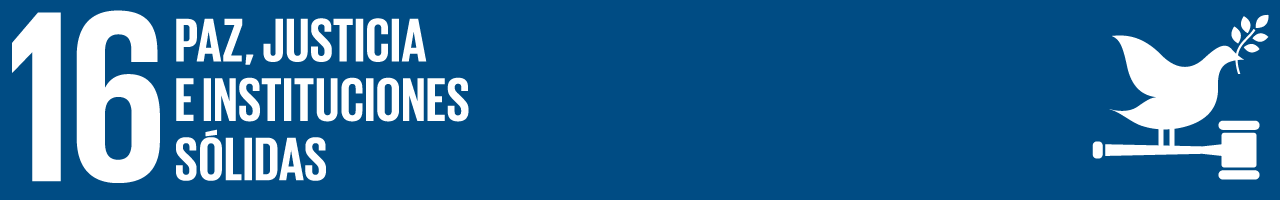 16
PAZ, JUSTICIA
E INSTITUCIONES
SÓLIDAS